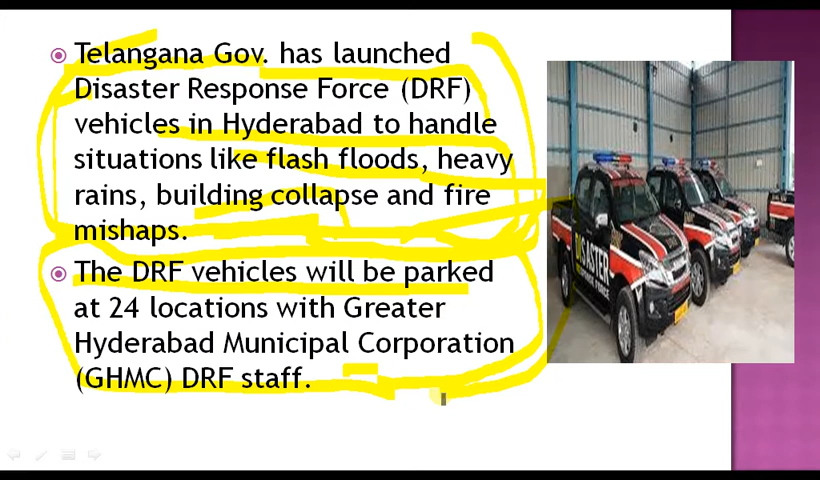 Telangana Gov. has launched
Disaster Response Force (DRF)
vehicles in Hyderabad to handle
situations like flash floods, heavy
rains, building collapse and fire
mishaps.
The DRF vehicles will be parked
at 24 locations with Greater
Hyderabad Municipal Corporation
(GHMC) DRF staff.
DISASTER